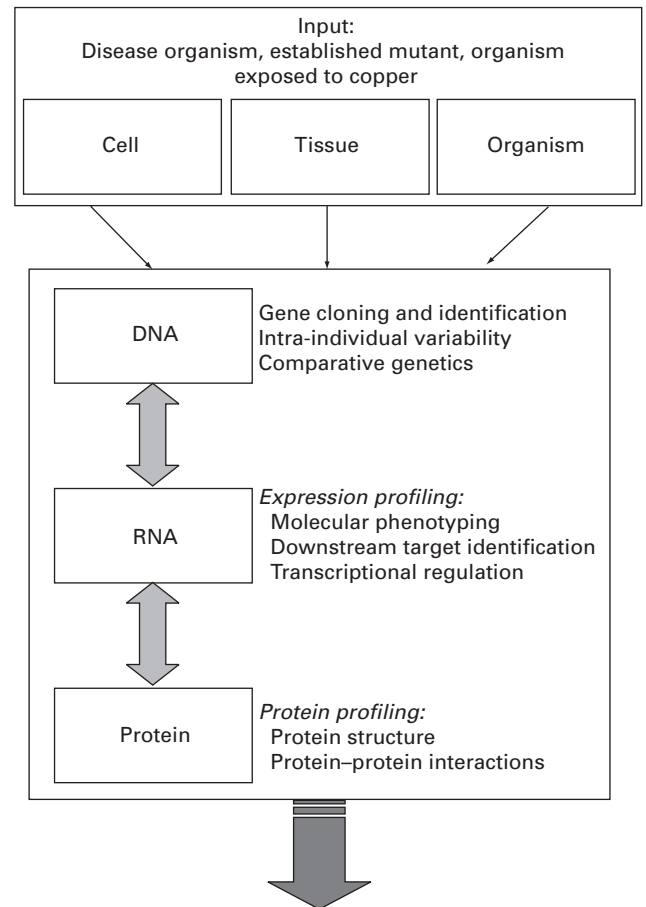 Input:
Disease organism, established mutant, organism
exposed to copper
Cell
Tissue
Organism
DNA
Gene cloning and identification
Intra-individual variability
Comparative genetics
RNA
Expression profiling:
Molecular phenotyping
Downstream target identification
Transcriptional regulation
Protein
Protein profiling:
Protein structure
Protein–protein interactions